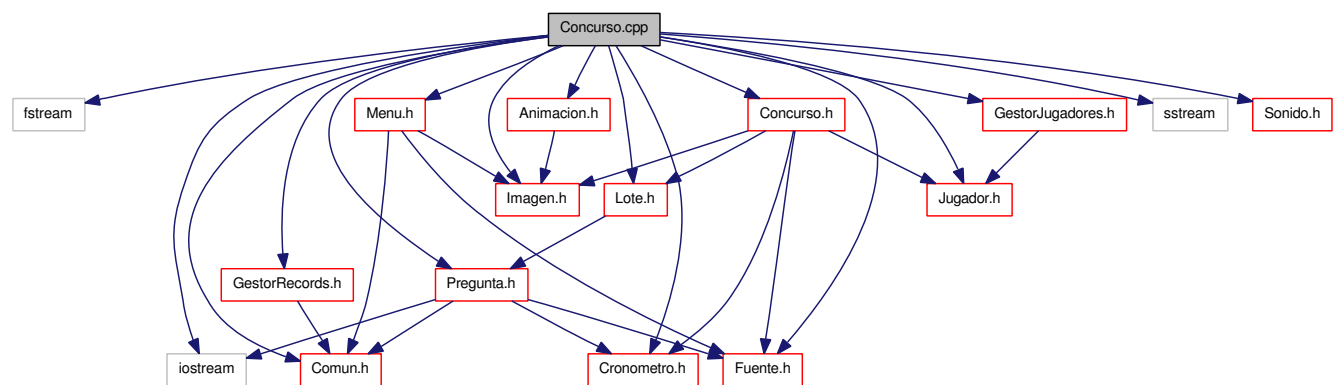 Concurso.cpp
fstream
Menu.h
Animacion.h
Concurso.h
GestorJugadores.h
sstream
Sonido.h
Imagen.h
Lote.h
Jugador.h
GestorRecords.h
Pregunta.h
iostream
Comun.h
Cronometro.h
Fuente.h